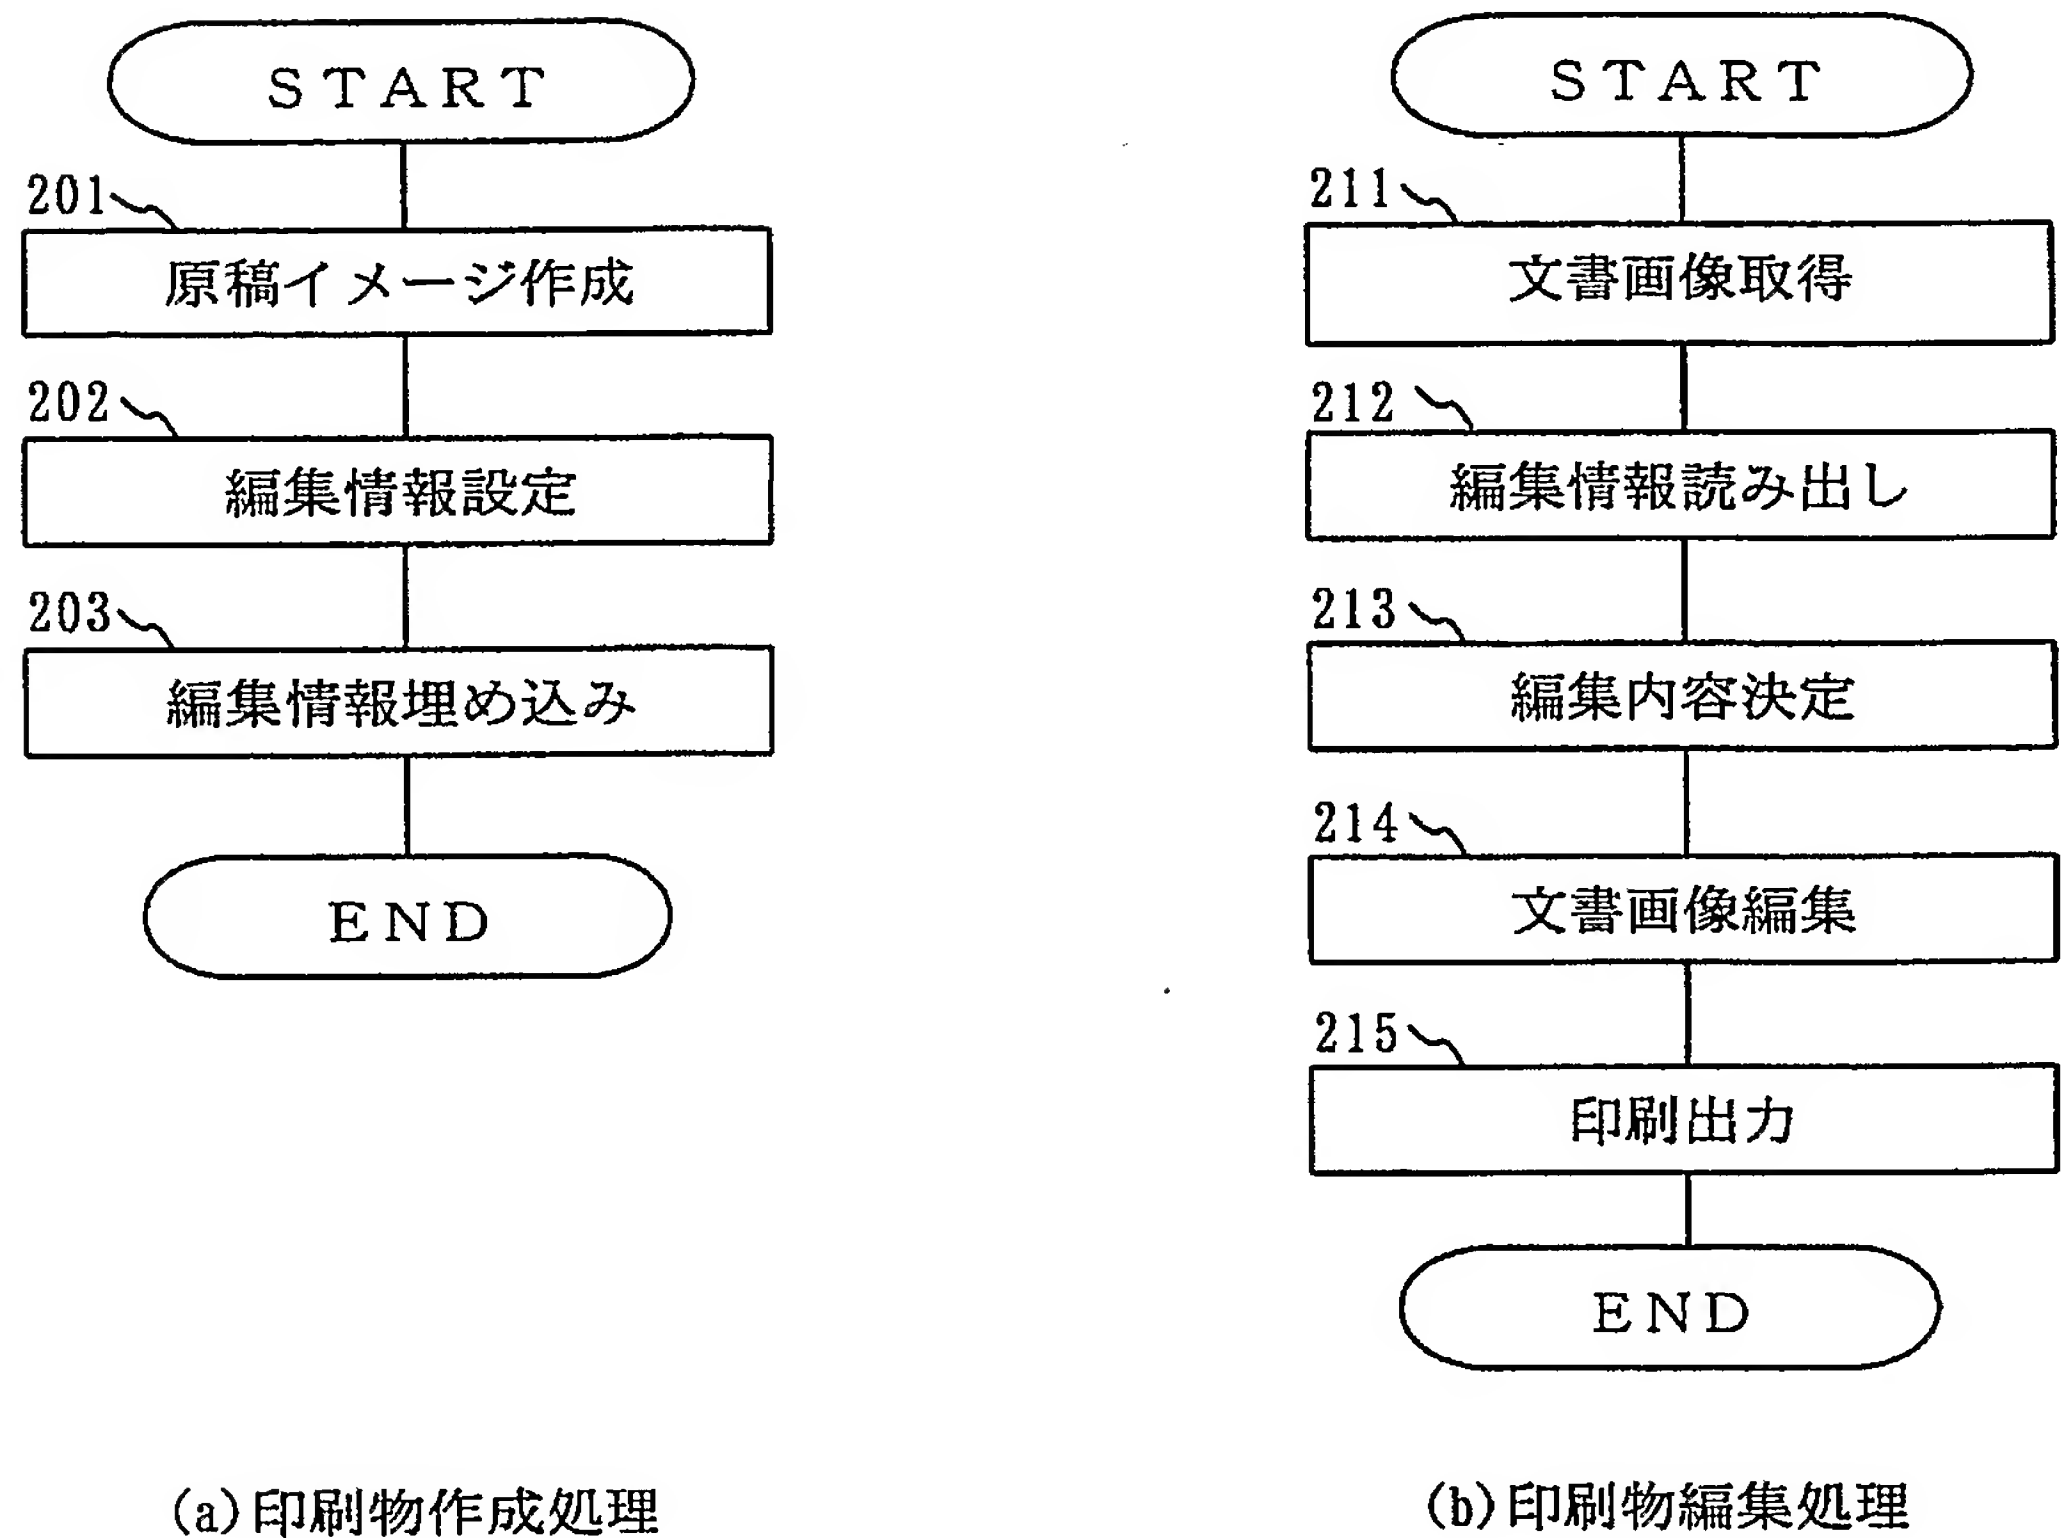 START
201
原稿イメージ作成
202
編集情報設定
203
編集情報埋め込み
END
(a)印刷物作成処理
START
211
文書画像取得
212
編集情報読み出し
213
編集内容決定
214
文書画像編集
215
印刷出力
END
(b)印刷物編集処理